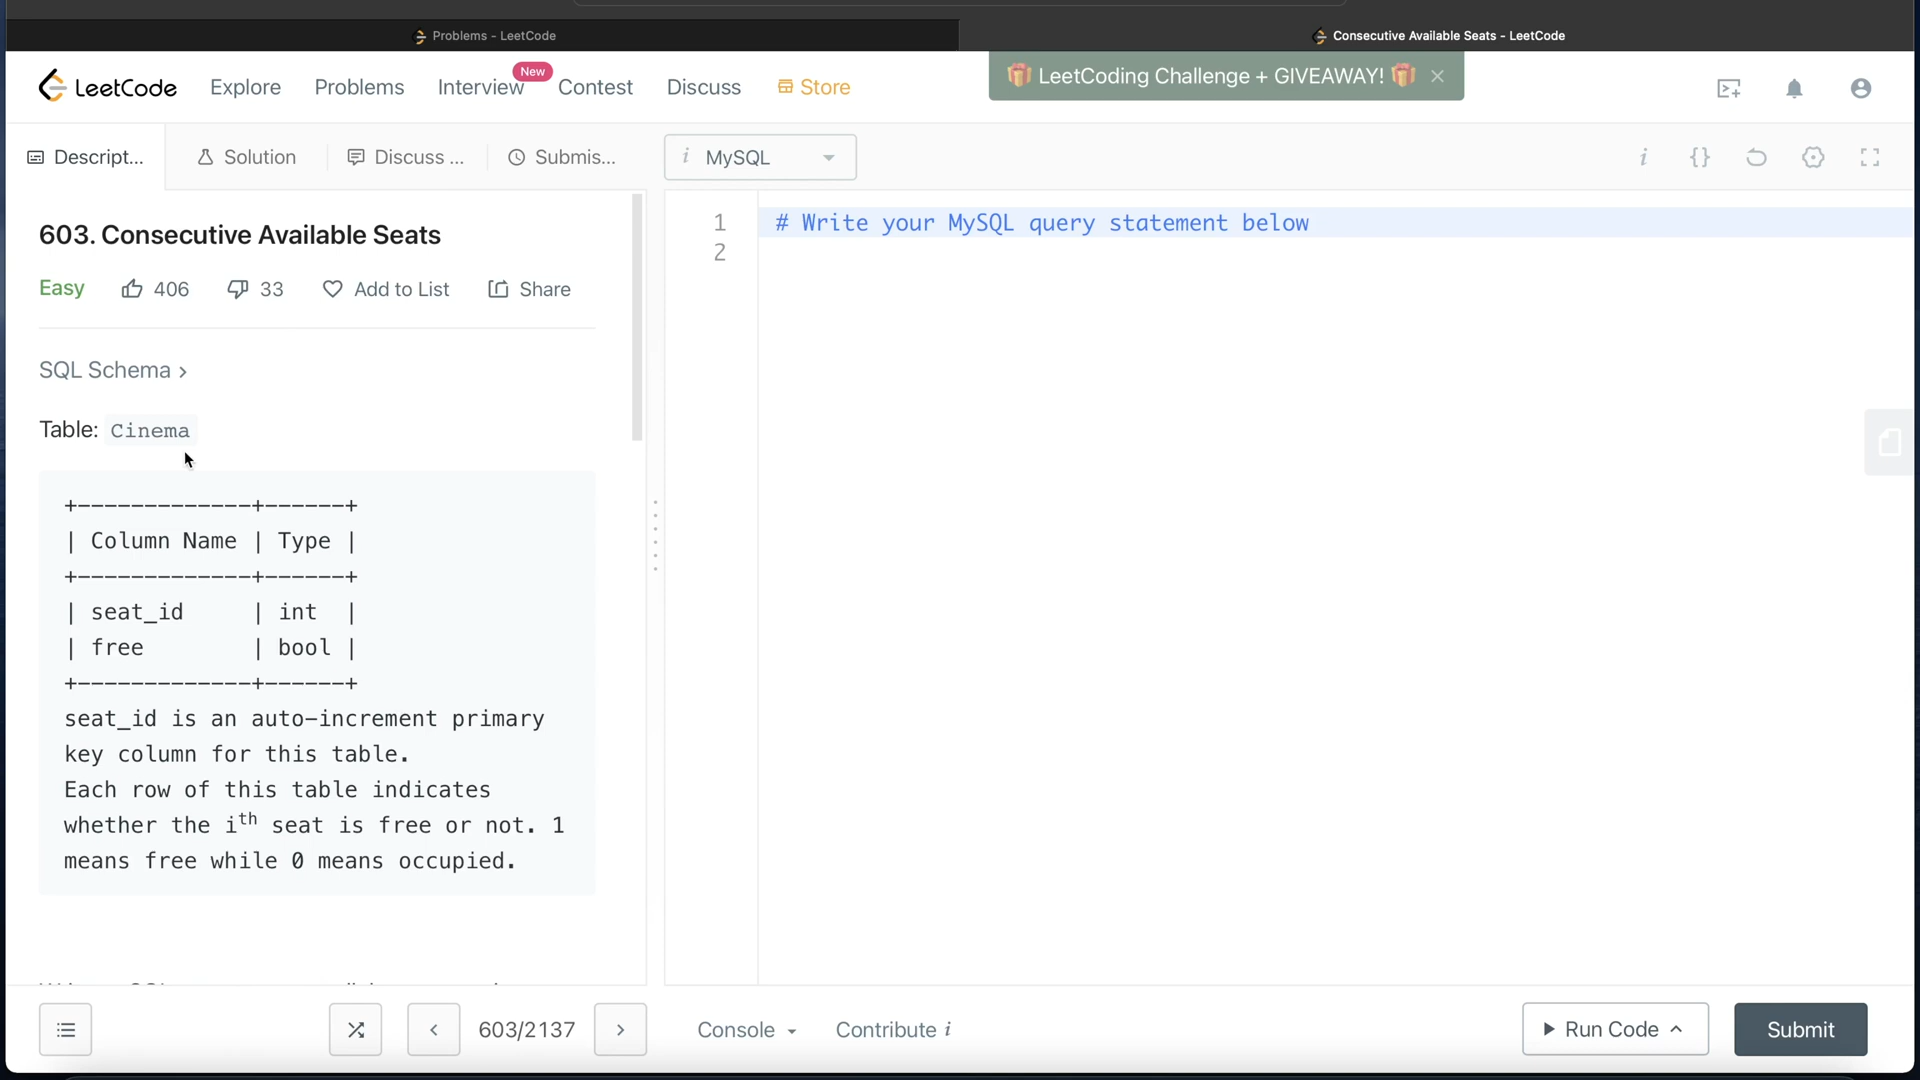 Problems - LeetCode
Consecutive Available Seats - LeetCode
LeetCode
Explore
Problems
Interview
New
Contest
Discuss
Store
LeetCoding Challenge + GIVEAWAY!
Descript...
Solution
Discuss ...
Submis...
i MySQL
i {}
603. Consecutive Available Seats
Easy 406 33 Add to List Share
SQL Schema >
Table: Cinema
+-------------+------+
| Column Name | Type |
+-------------+------+
| seat_id     | int  |
| free        | bool |
+-------------+------+
seat_id is an auto-increment primary
key column for this table.
Each row of this table indicates
whether the ith seat is free or not. 1
means free while 0 means occupied.
1 # Write your MySQL query statement below
2
603/2137
Console
Contribute i
Run Code
Submit